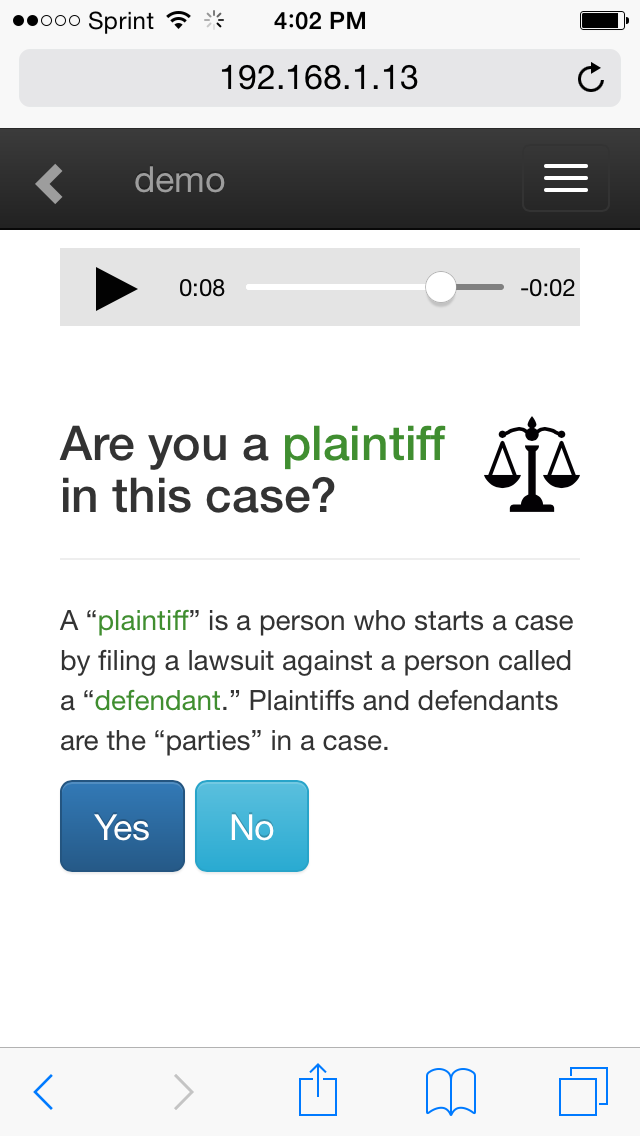 Sprint 4:02 PM
192.168.1.13
demo
0:08 -0:02
Are you a plaintiff
in this case?
A “plaintiff” is a person who starts a case
by filing a lawsuit against a person called
a “defendant.” Plaintiffs and defendants
are the “parties” in a case.
Yes No